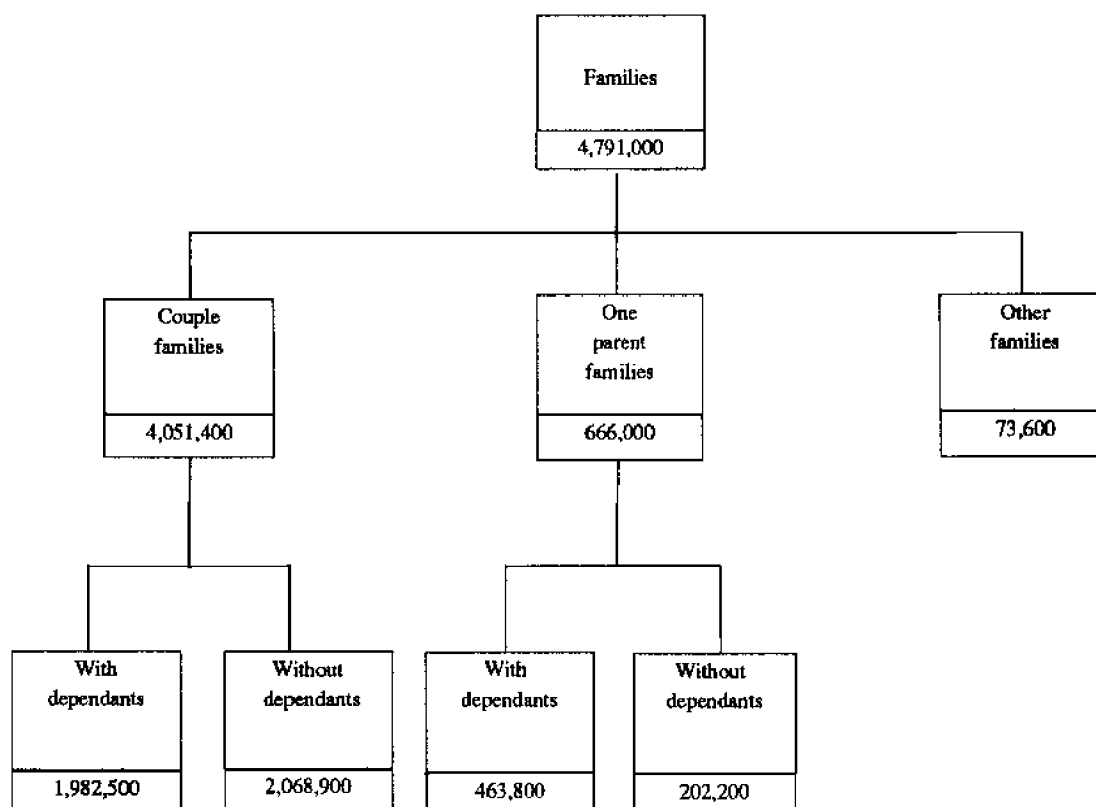 Families
4,791,000
Couple
families
4,051,400
One
parent
families
666,000
Other
families
73,600
With
dependants
1,982,500
Without
dependants
2,068,900
With
dependants
463,800
Without
dependants
202,200